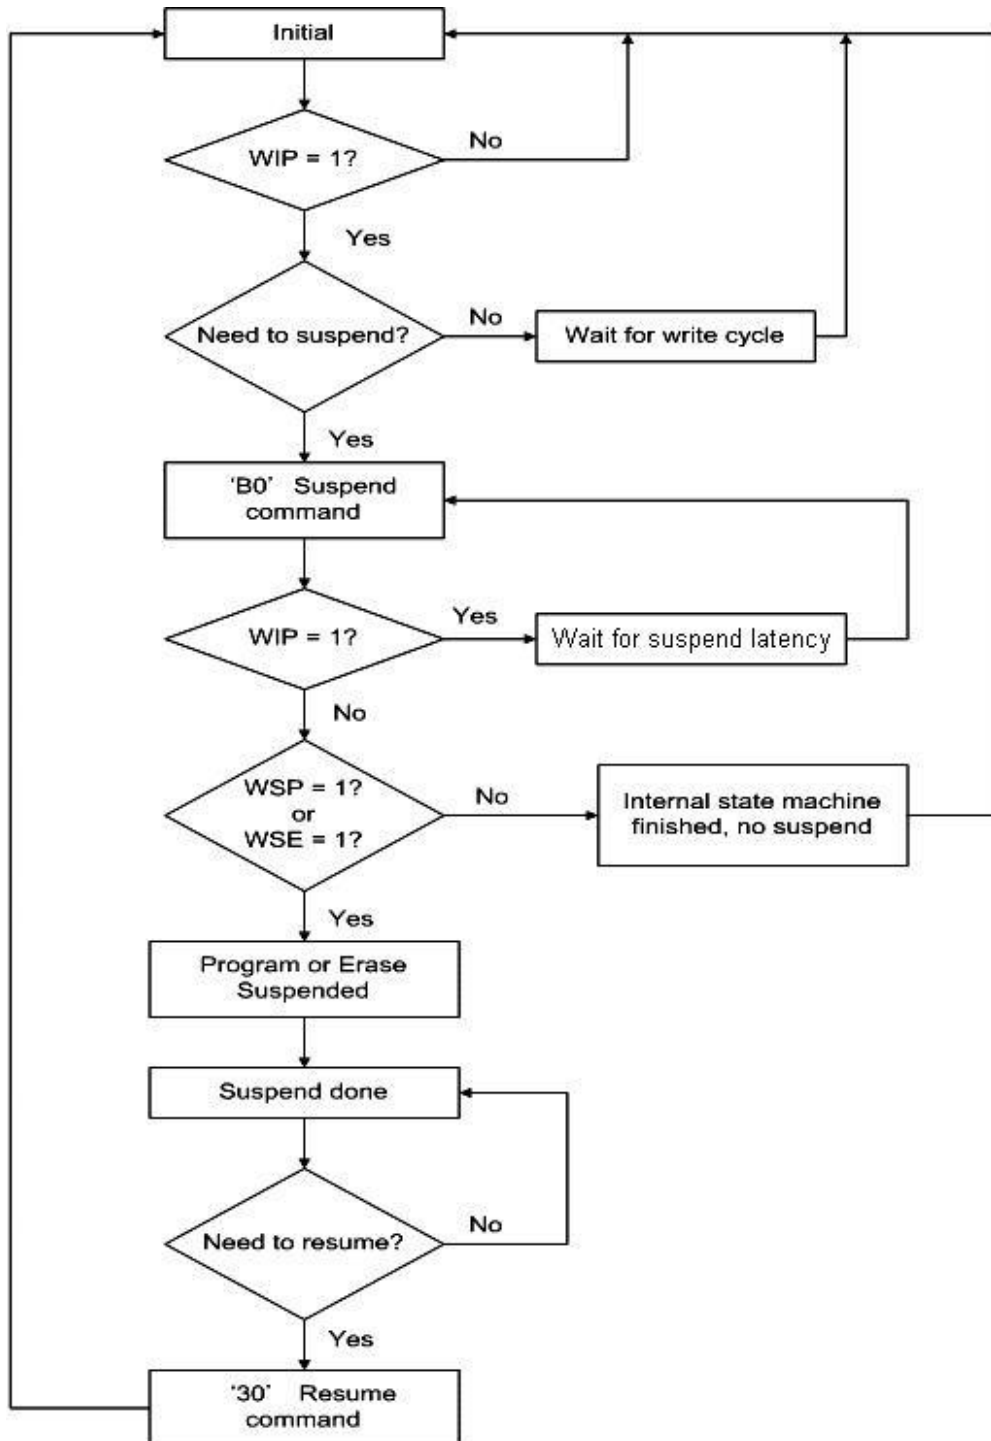 Initial
WIP = 1?
No
Yes
Need to suspend?
No
Wait for write cycle
Yes
‘B0’ Suspend
command
WIP = 1?
Yes
Wait for suspend latency
No
WSP = 1?
or
WSE = 1?
No
Internal state machine
finished, no suspend
Yes
Program or Erase
Suspended
Suspend done
Need to resume?
No
Yes
‘30’ Resume
command